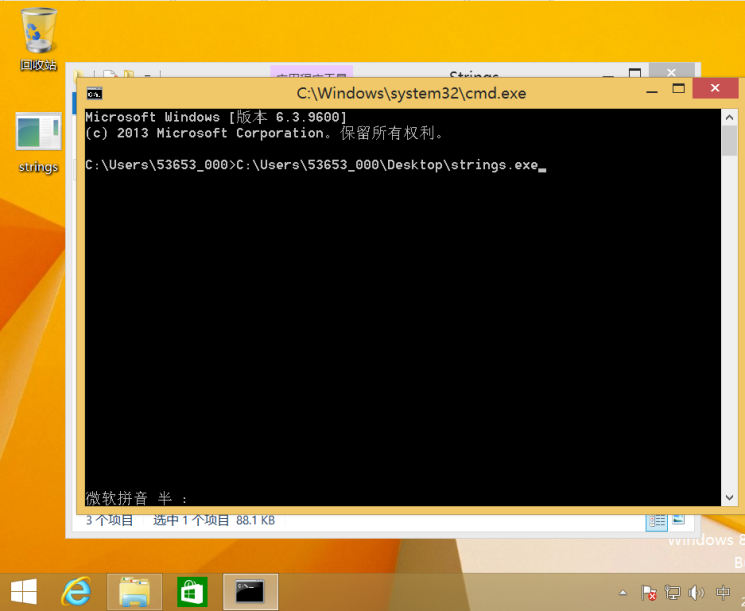 回收站
Strings
C:\Windows\system32\cmd.exe
Microsoft Windows [版本 6.3.9600]
(c) 2013 Microsoft Corporation。保留所有权利。
strings
C:\Users\53653_000>C:\Users\53653_000\Desktop\strings.exe
微软拼音 半 :
3 个项目 选中 1 个项目 88.1 KB
Windows 8
中